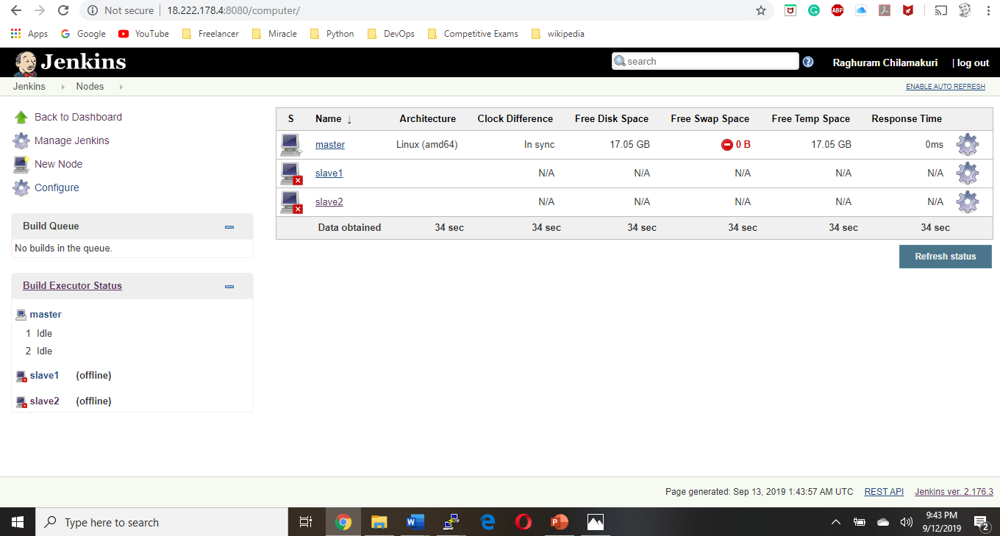 Not secure | 18.222.178.4:8080/computer/
ABP
Apps Google YouTube Freelancer Miracle Python DevOps Competitive Exams wikipedia
Jenkins
search
?
Raghuram Chilamakuri | log out
Jenkins Nodes
ENABLE AUTO REFRESH
Back to Dashboard
Manage Jenkins
New Node
Configure
Build Queue
No builds in the queue.
Build Executor Status
master
1 Idle
2 Idle
slave1 (offline)
slave2 (offline)
S Name ↓ Architecture Clock Difference Free Disk Space Free Swap Space Free Temp Space Response Time
master Linux (amd64) In sync 17.05 GB 0 B 17.05 GB 0ms
slave1 N/A N/A N/A N/A N/A
slave2 N/A N/A N/A N/A N/A
Data obtained 34 sec 34 sec 34 sec 34 sec 34 sec 34 sec
Refresh status
Page generated: Sep 13, 2019 1:43:57 AM UTC REST API Jenkins ver. 2.176.3
Type here to search
9:43 PM
9/12/2019
2